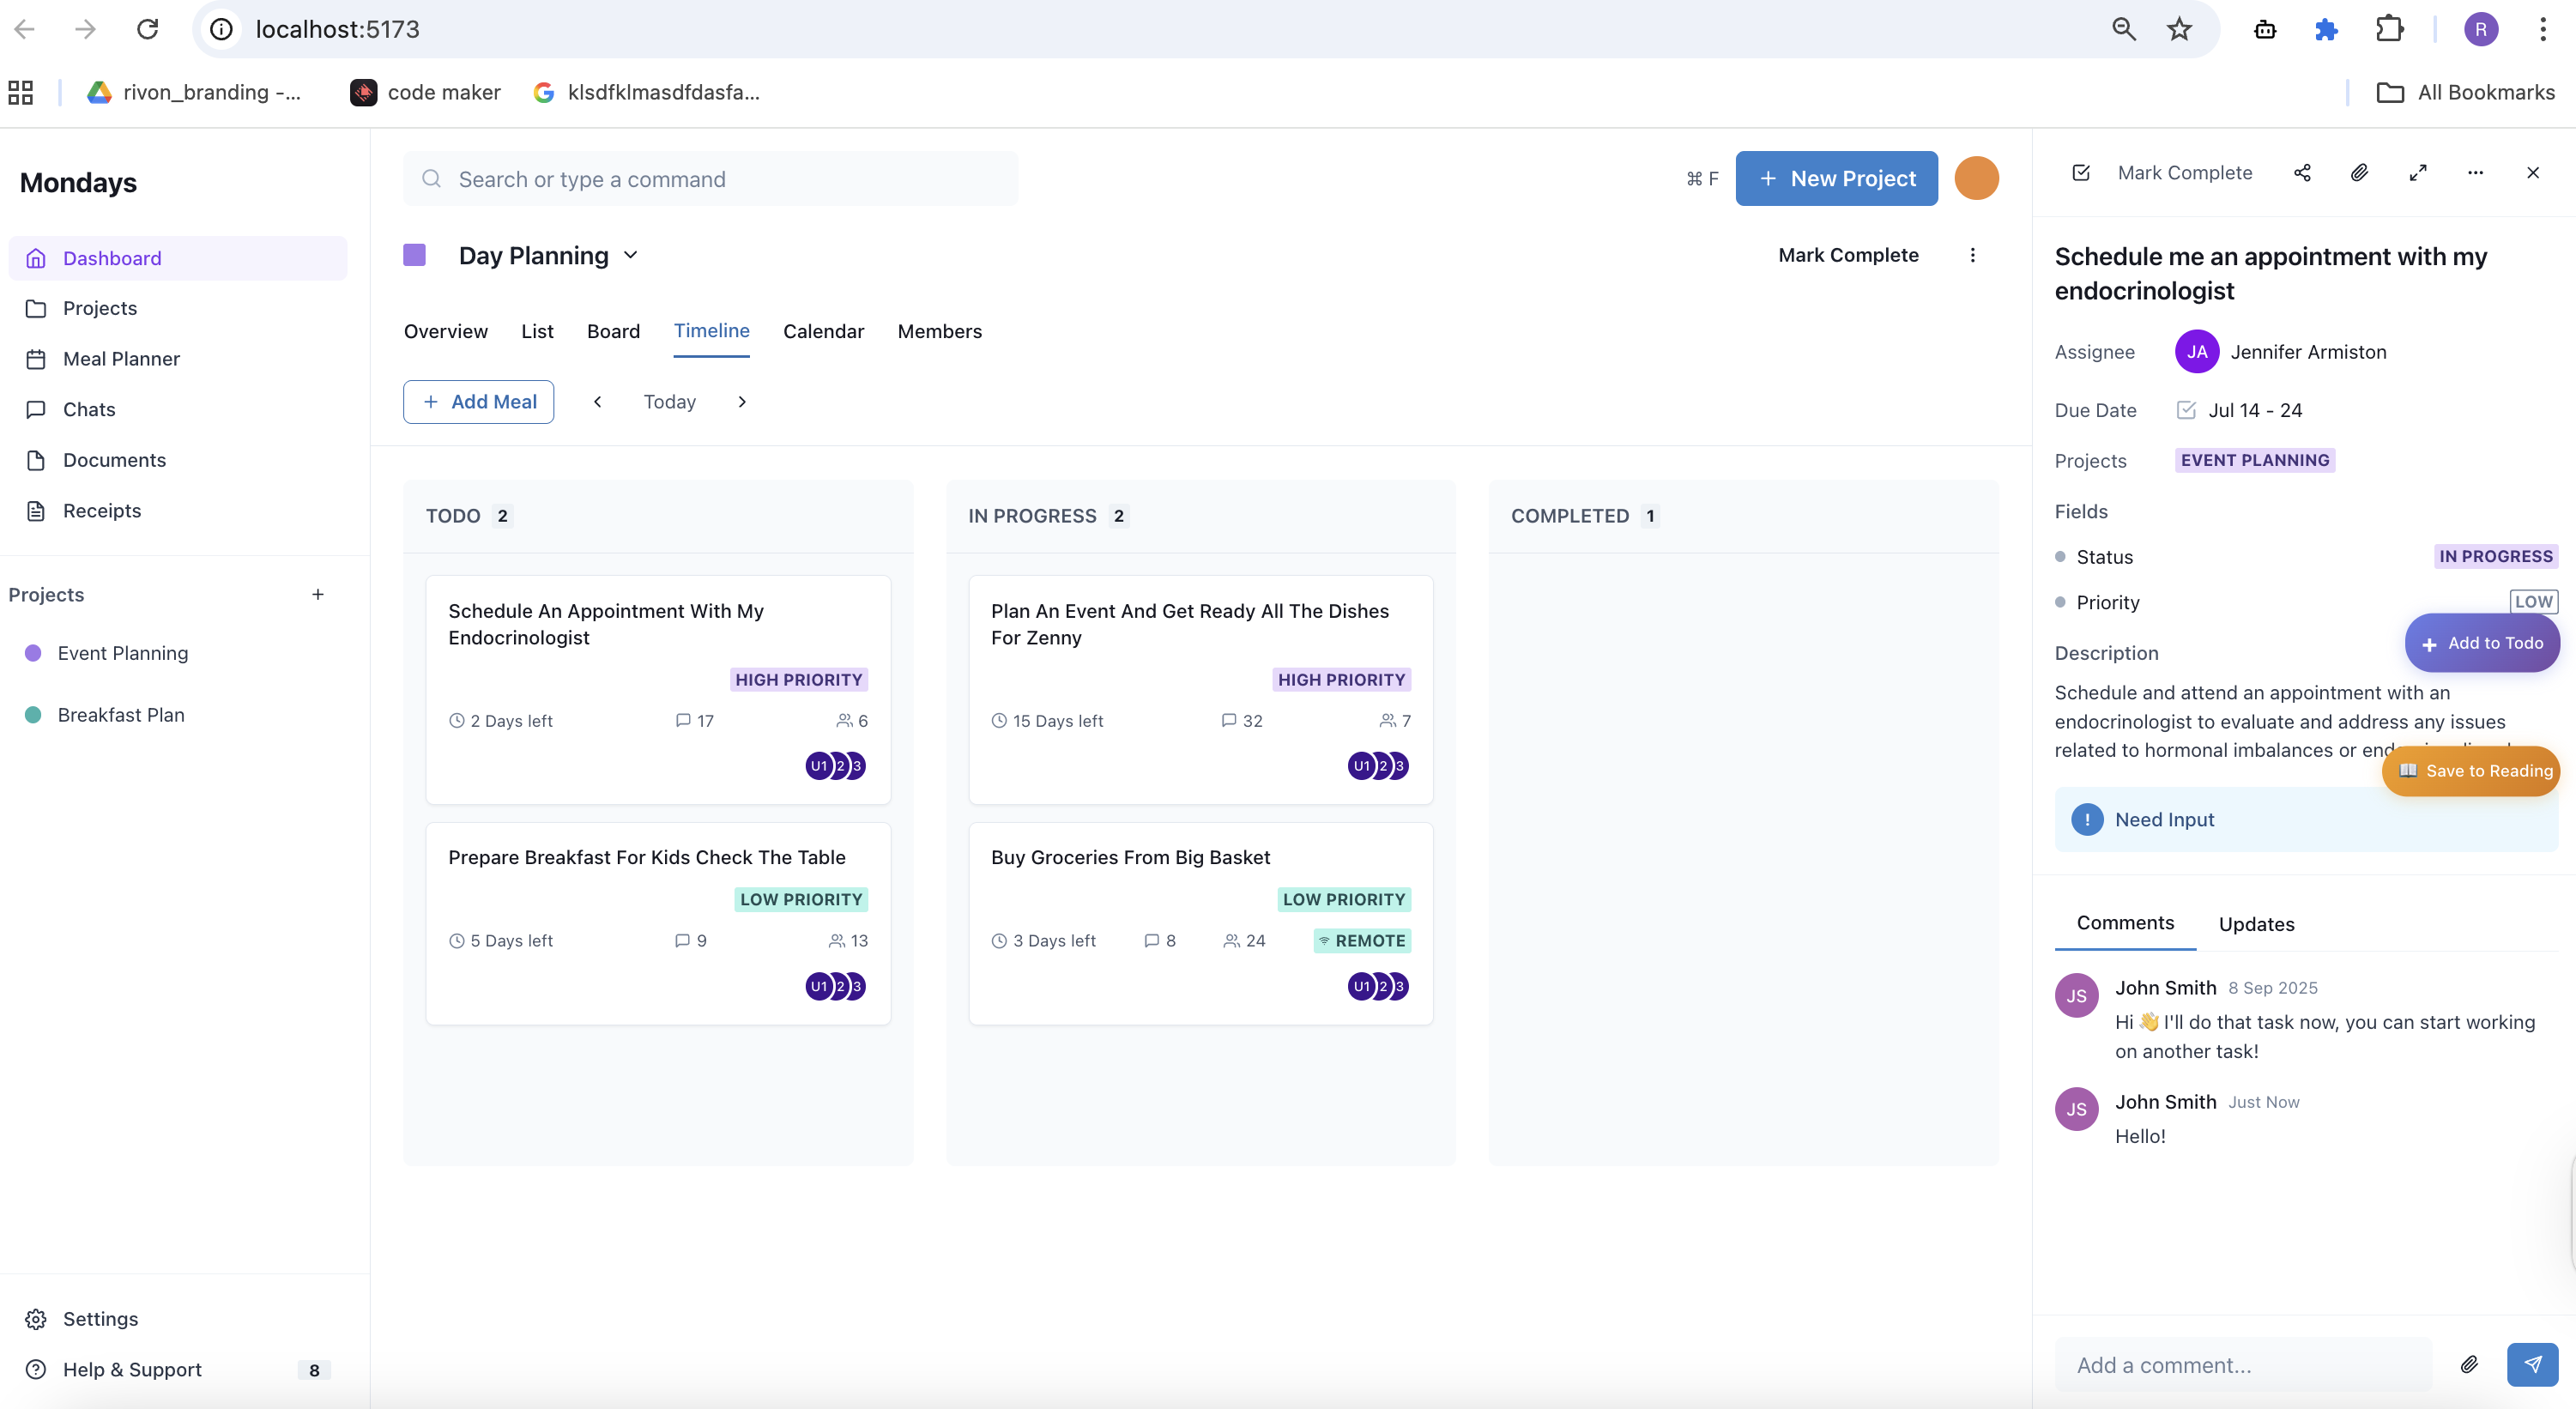 localhost:5173
R
rivon_branding -...
code maker
klsdfklmasdfdasfa...
All Bookmarks
Mondays
Dashboard
Projects
Meal Planner
Chats
Documents
Receipts
Projects
Event Planning
Breakfast Plan
Settings
Help & Support 8
Search or type a command
⌘ F
New Project
Day Planning
Mark Complete
Overview List Board Timeline Calendar Members
Add Meal
Today
TODO 2
Schedule An Appointment With My
Endocrinologist
HIGH PRIORITY
2 Days left 17 6
U1 2 3
Prepare Breakfast For Kids Check The Table
LOW PRIORITY
5 Days left 9 13
U1 2 3
IN PROGRESS 2
Plan An Event And Get Ready All The Dishes
For Zenny
HIGH PRIORITY
15 Days left 32 7
U1 2 3
Buy Groceries From Big Basket
LOW PRIORITY
3 Days left 8 24 REMOTE
U1 2 3
COMPLETED 1
Mark Complete
Schedule me an appointment with my
endocrinologist
Assignee JA Jennifer Armiston
Due Date Jul 14 - 24
Projects EVENT PLANNING
Fields
Status IN PROGRESS
Priority LOW
Add to Todo
Description
Schedule and attend an appointment with an
endocrinologist to evaluate and address any issues
related to hormonal imbalances or
Save to Reading
Need Input
Comments Updates
JS John Smith 8 Sep 2025
Hi 👋 I'll do that task now, you can start working
on another task!
JS John Smith Just Now
Hello!
Add a comment...